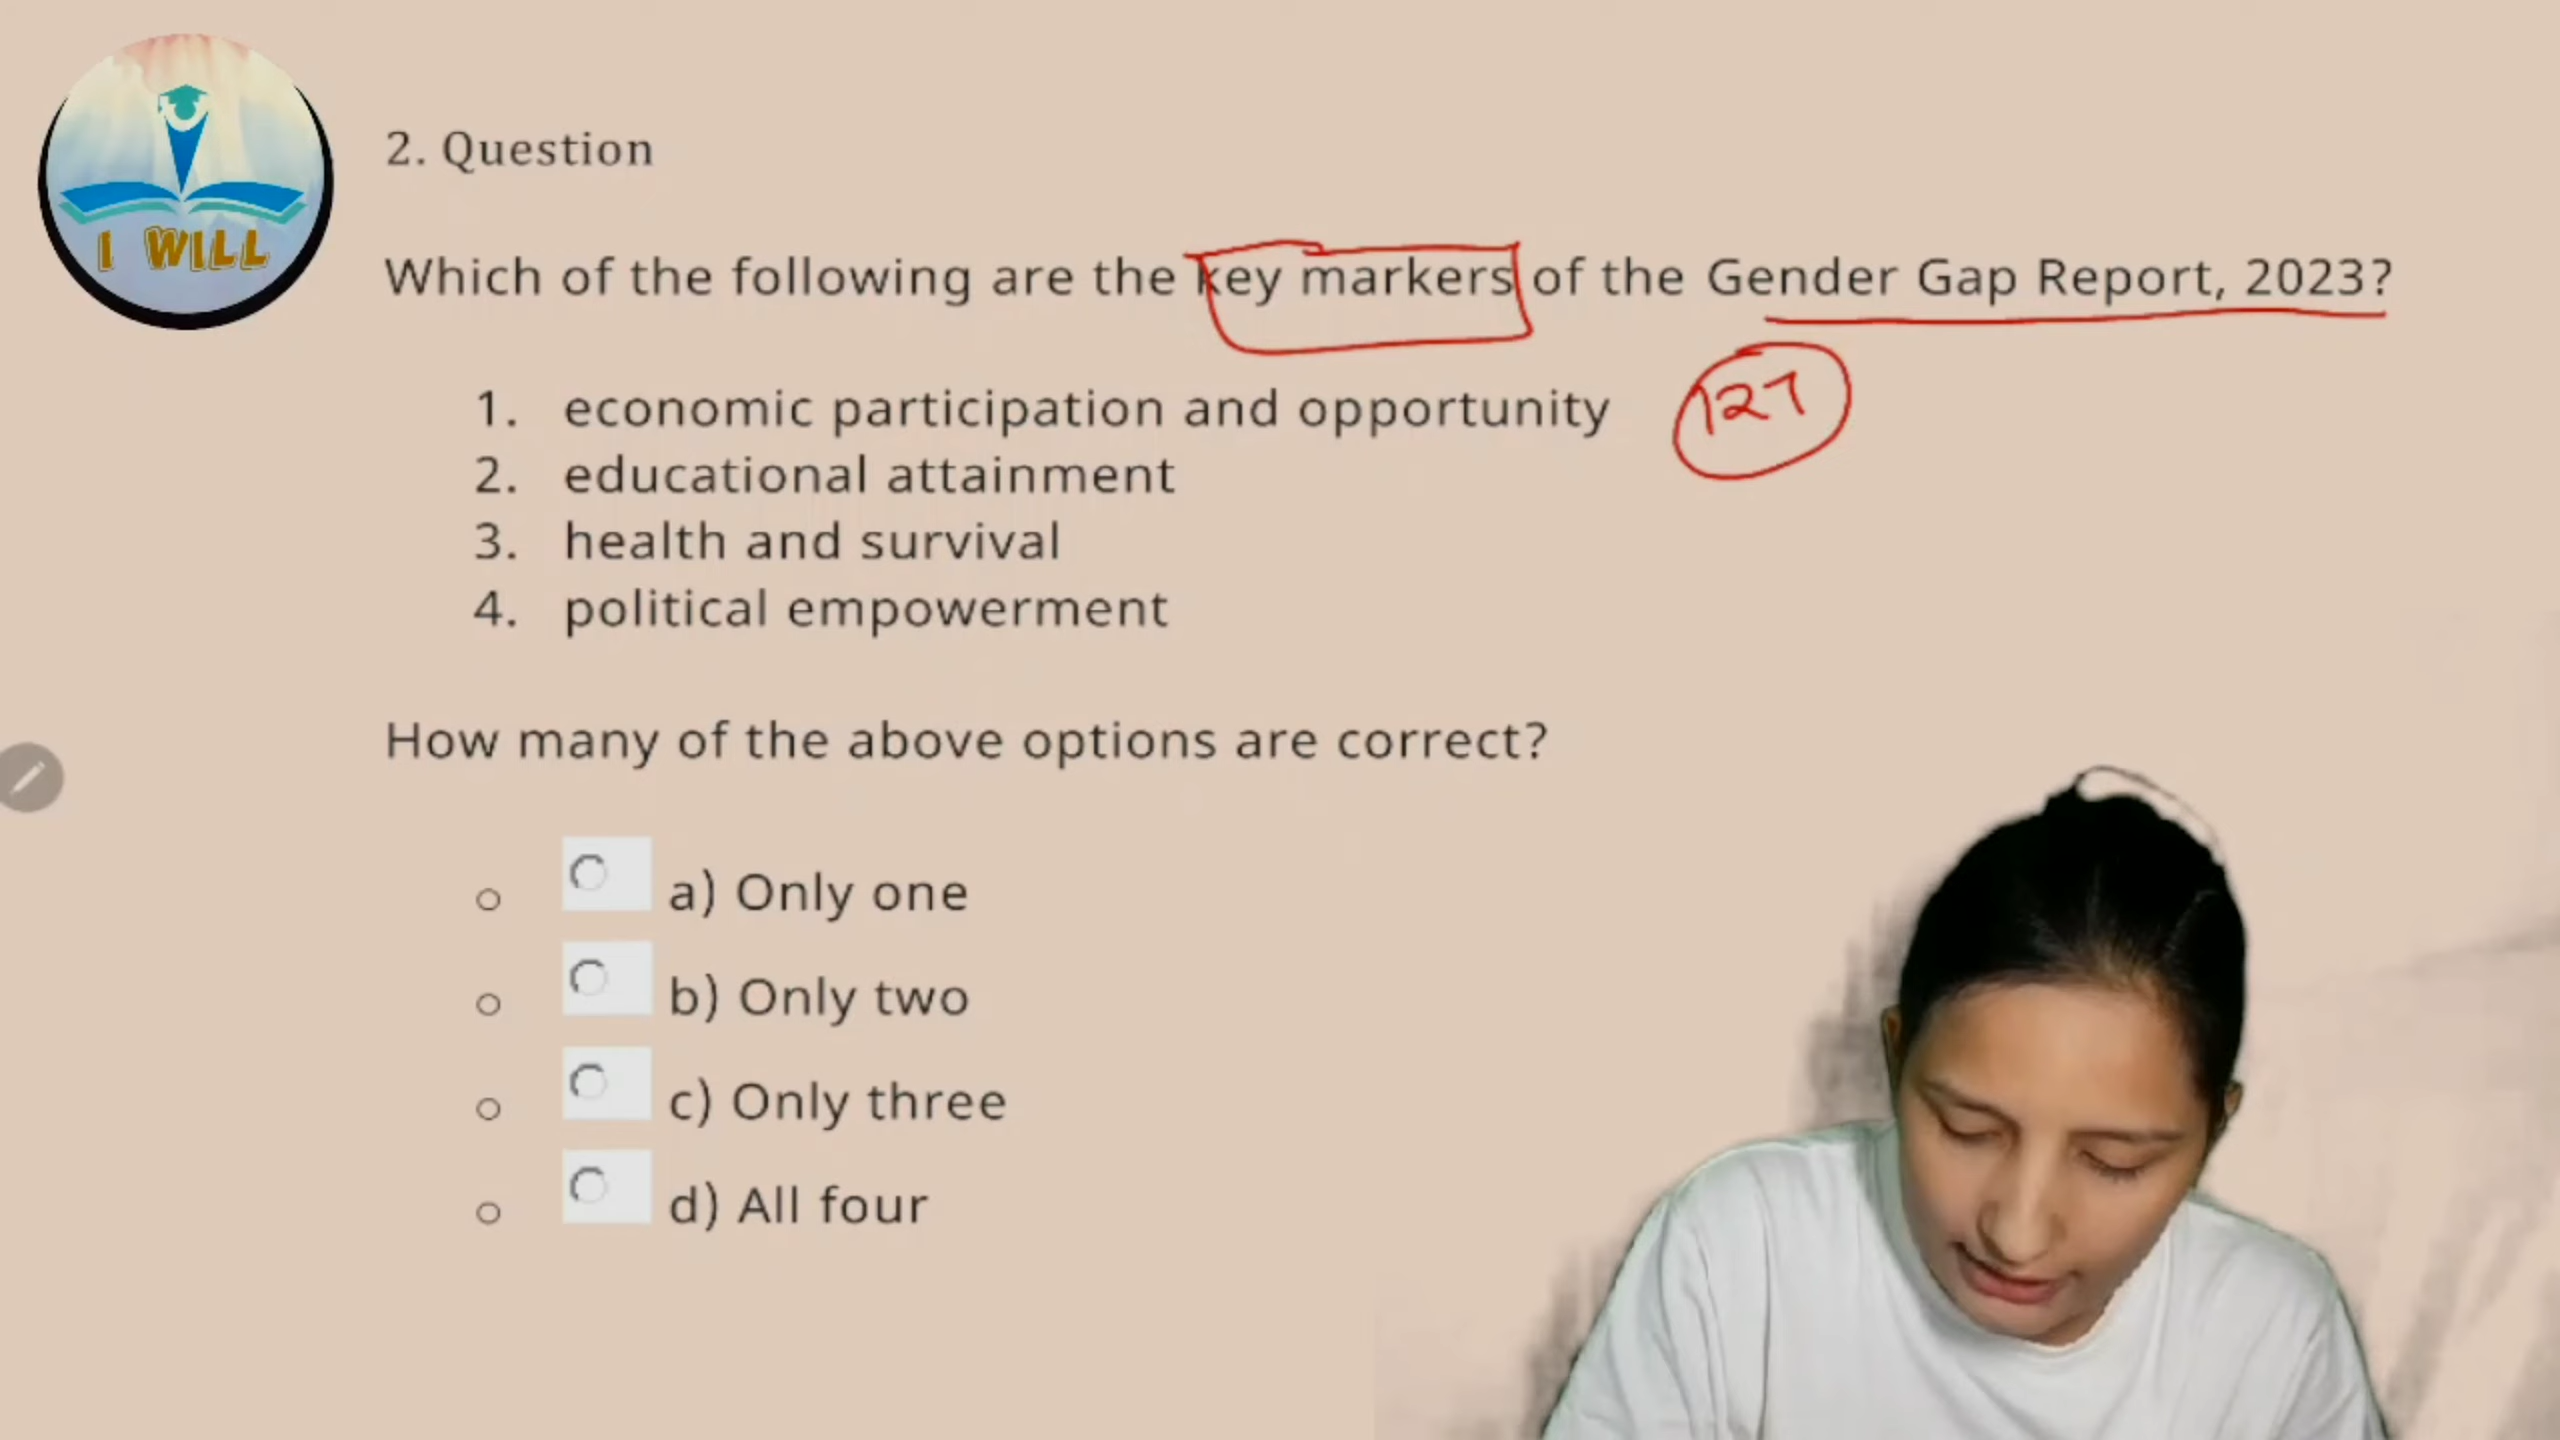 I WILL
2. Question
Which of the following are the key markers of the Gender Gap Report, 2023?
127
1. economic participation and opportunity
2. educational attainment
3. health and survival
4. political empowerment
How many of the above options are correct?
a) Only one
b) Only two
c) Only three
d) All four